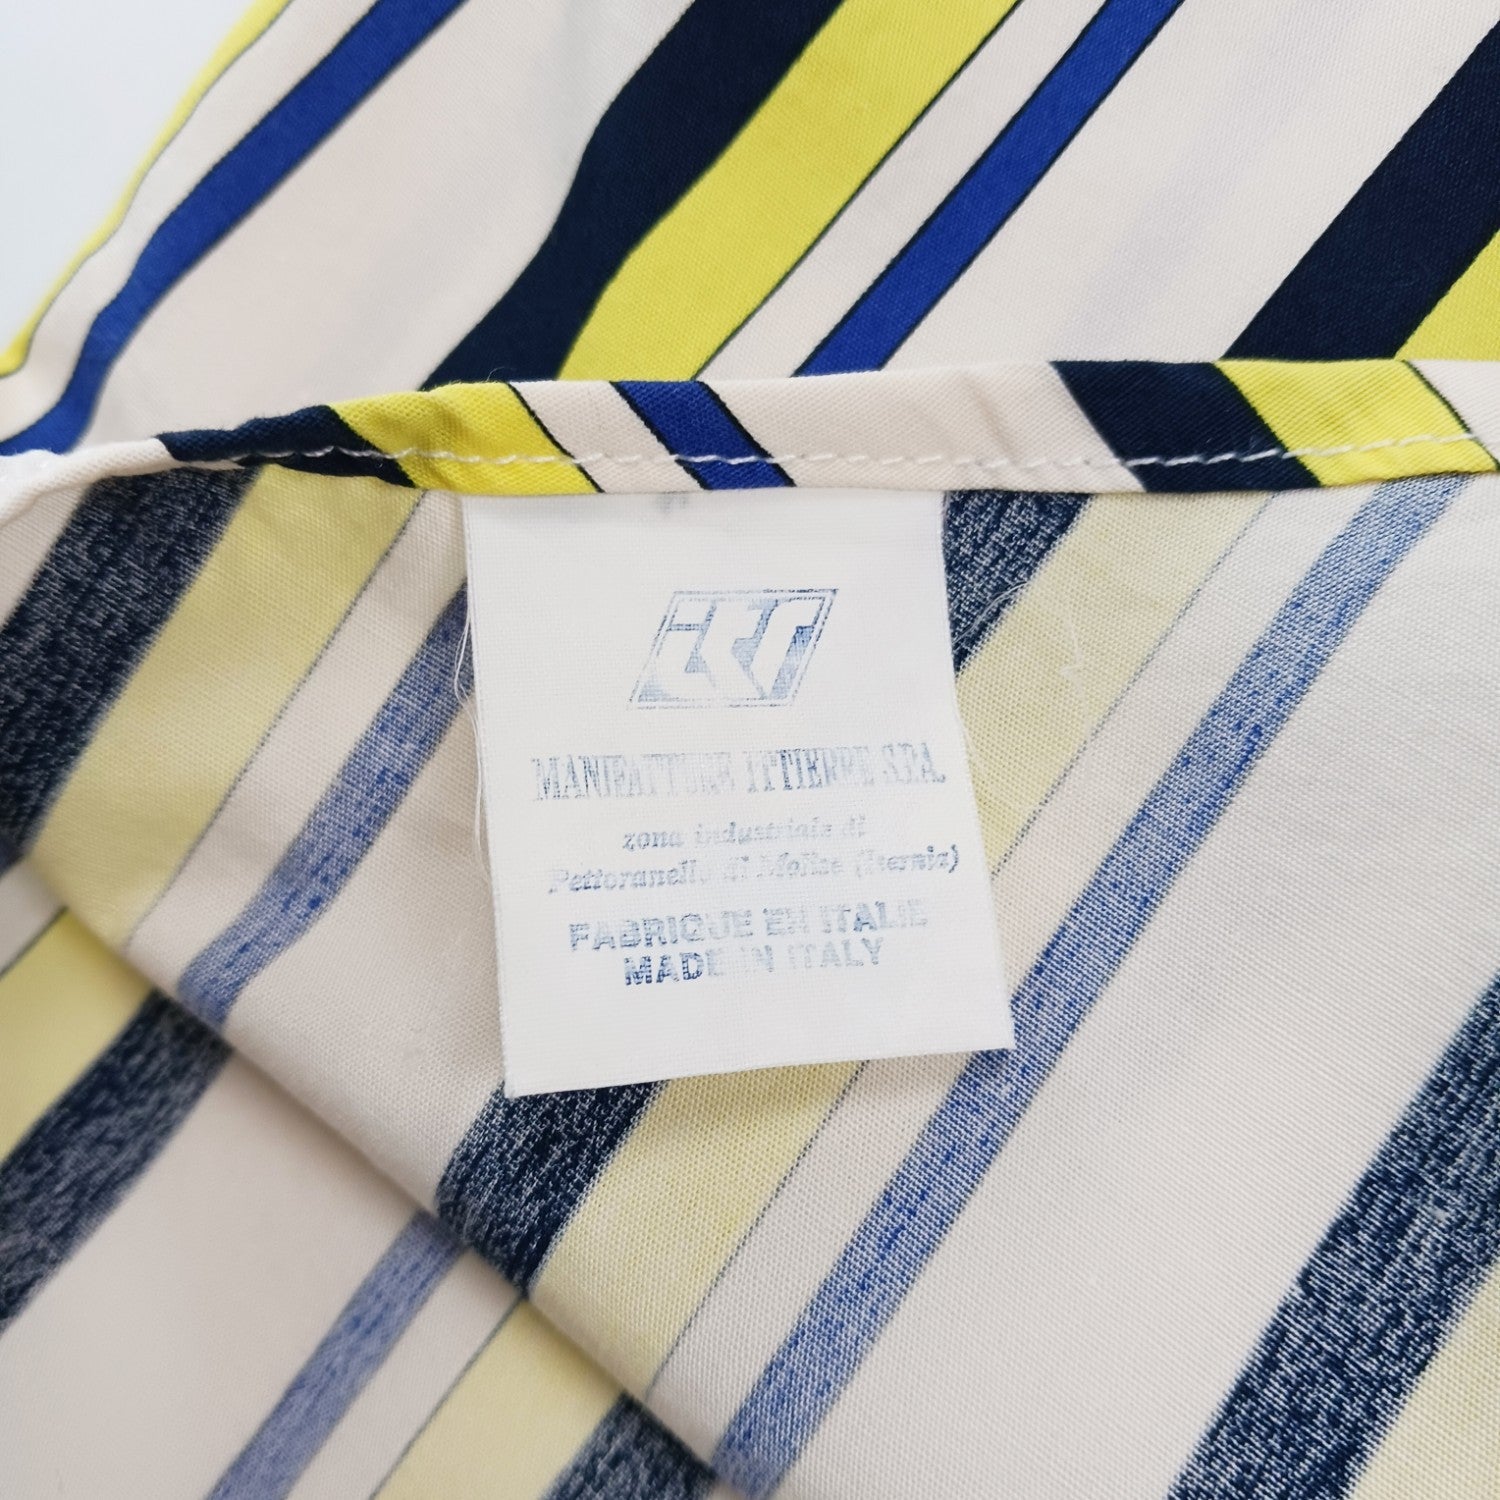 MANIFATTURE ITTIERRE S.P.A.
zona industriale di
Pettoranello di Molise (Isernia)
FABRIQUE EN ITALIE
MADE IN ITALY